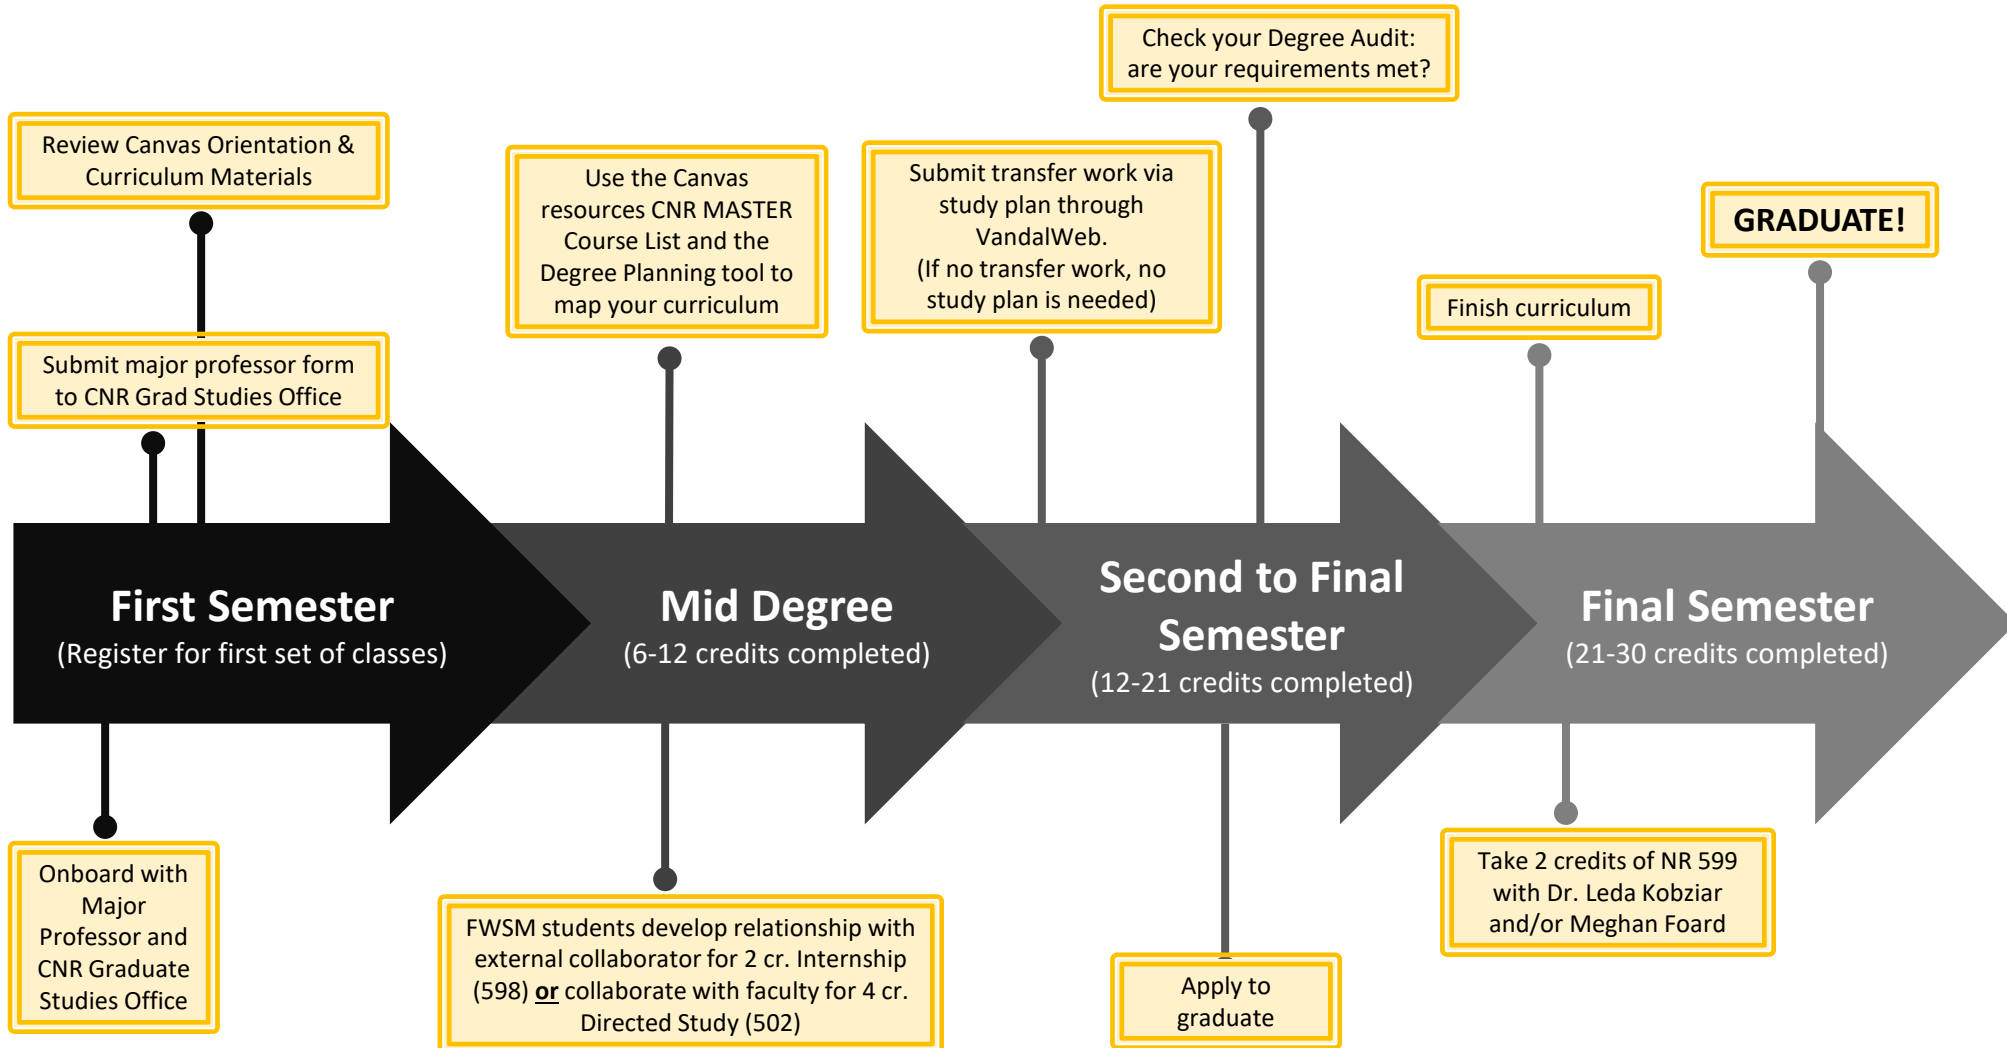 Check your Degree Audit:
are your requirements met?
Review Canvas Orientation &
Curriculum Materials
Use the Canvas
resources CNR MASTER
Course List and the
Degree Planning tool to
map your curriculum
Submit transfer work via
study plan through
VandalWeb.
(If no transfer work, no
study plan is needed)
GRADUATE!
Finish curriculum
Submit major professor form
to CNR Grad Studies Office
First Semester
(Register for first set of classes)
Mid Degree
(6-12 credits completed)
Second to Final
Semester
(12-21 credits completed)
Final Semester
(21-30 credits completed)
Onboard with
Major
Professor and
CNR Graduate
Studies Office
FWSM students develop relationship with
external collaborator for 2 cr. Internship
(598) or collaborate with faculty for 4 cr.
Directed Study (502)
Apply to
graduate
Take 2 credits of NR 599
with Dr. Leda Kobziar
and/or Meghan Foard